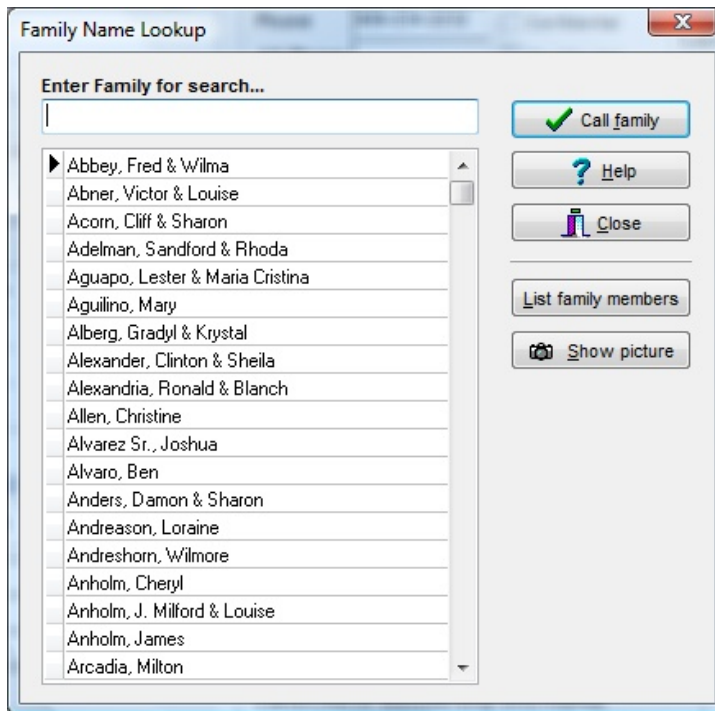 Family Name Lookup
Enter Family for search...
Call family
Help
Close
List family members
Show picture
Abbey, Fred & Wilma
Abner, Victor & Louise
Acorn, Cliff & Sharon
Adelman, Sandford & Rhoda
Aguapo, Lester & Maria Cristina
Aguilino, Mary
Alberg, Gradyl & Krystal
Alexander, Clinton & Sheila
Alexandria, Ronald & Blanch
Allen, Christine
Alvarez Sr., Joshua
Alvaro, Ben
Anders, Damon & Sharon
Andreason, Loraine
Andreshorn, Wilmore
Anholm, Cheryl
Anholm, J. Milford & Louise
Anholm, James
Arcadia, Milton